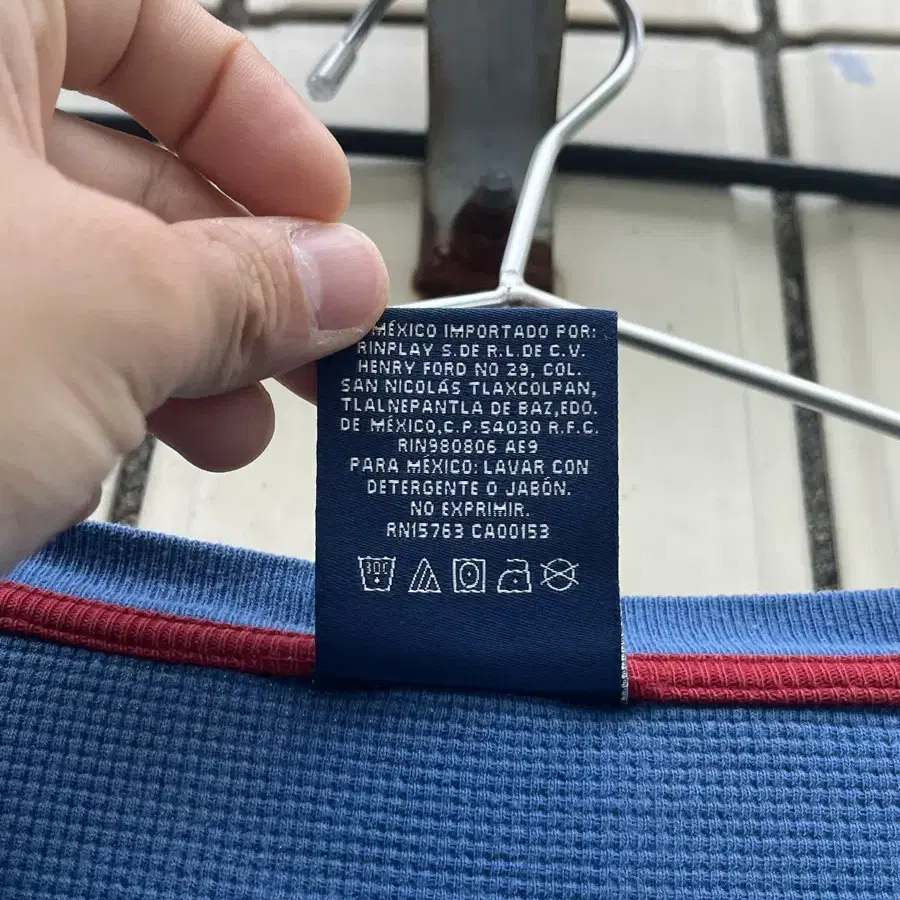 MÉXICO IMPORTADO POR:
RINPLAY S.DE R.L.DE C.V.
HENRY FORD NO 29, COL.
SAN NICOLÁS TLAXCOLPAN,
TLALNEPANTLA DE BAZ,EDO.
DE MÉXICO,C.P.54030 R.F.C.
RIN980806 AE9
PARA MÉXICO: LAVAR CON
DETERGENTE O JABÓN.
NO EXPRIMIR.
RN15763 CA00153
30C